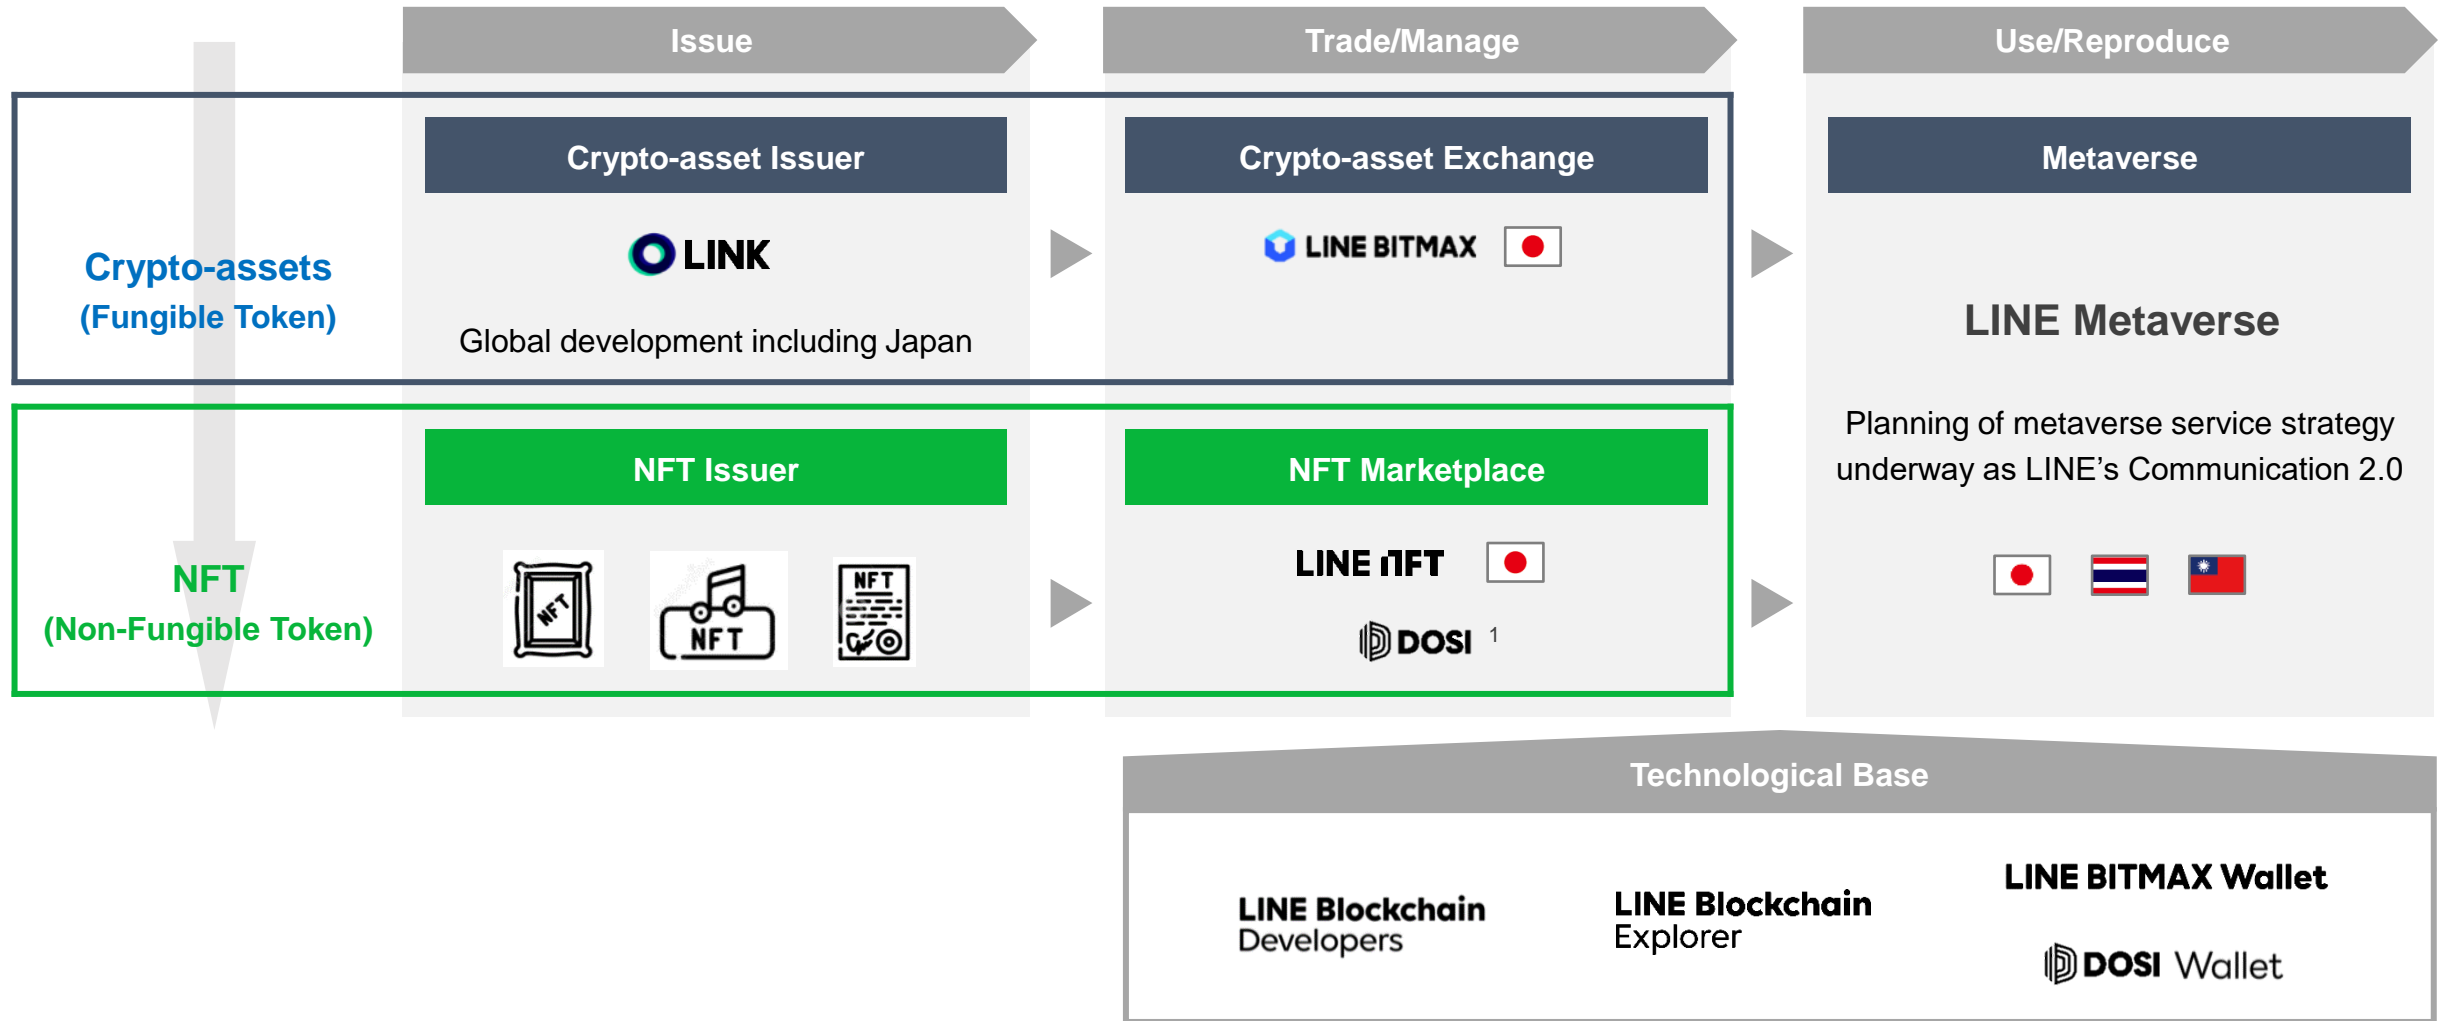 Issue
Trade/Manage
Use/Reproduce
Crypto-assets
(Fungible Token)
Crypto-asset Issuer
LINK
Global development including Japan
Crypto-asset Exchange
LINE BITMAX
Metaverse
LINE Metaverse
Planning of metaverse service strategy
underway as LINE’s Communication 2.0
NFT
(Non-Fungible Token)
NFT Issuer
NFT
NFT
NFT
NFT Marketplace
LINE NFT
DOSI 1
Technological Base
LINE Blockchain
Developers
LINE Blockchain
Explorer
LINE BITMAX Wallet
DOSI Wallet